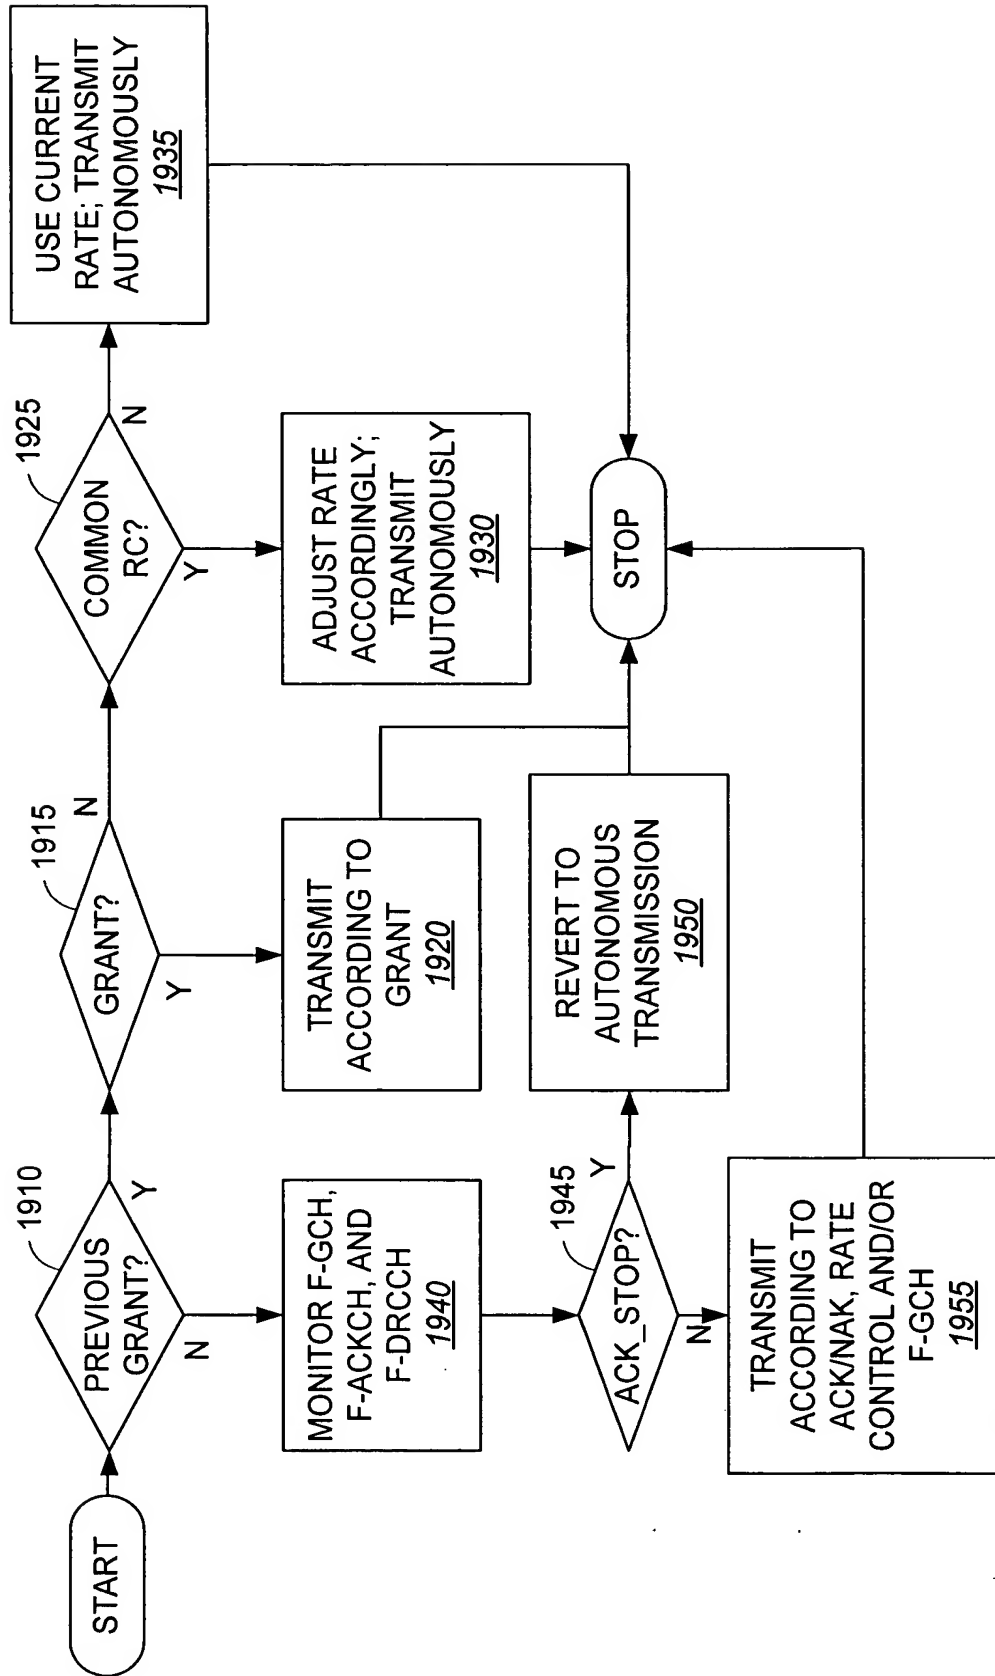 START
PREVIOUS
GRANT?
1910
Y
N
GRANT?
1915
N
Y
COMMON
RC?
1925
N
Y
USE CURRENT
RATE; TRANSMIT
AUTONOMOUSLY
1935
MONITOR F-GCH,
F-ACKCH, AND
F-DRCCH
1940
TRANSMIT
ACCORDING TO
GRANT
1920
ADJUST RATE
ACCORDINGLY;
TRANSMIT
AUTONOMOUSLY
1930
ACK_STOP?
1945
Y
N
REVERT TO
AUTONOMOUS
TRANSMISSION
1950
STOP
TRANSMIT
ACCORDING TO
ACK/NAK, RATE
CONTROL AND/OR
F-GCH
1955